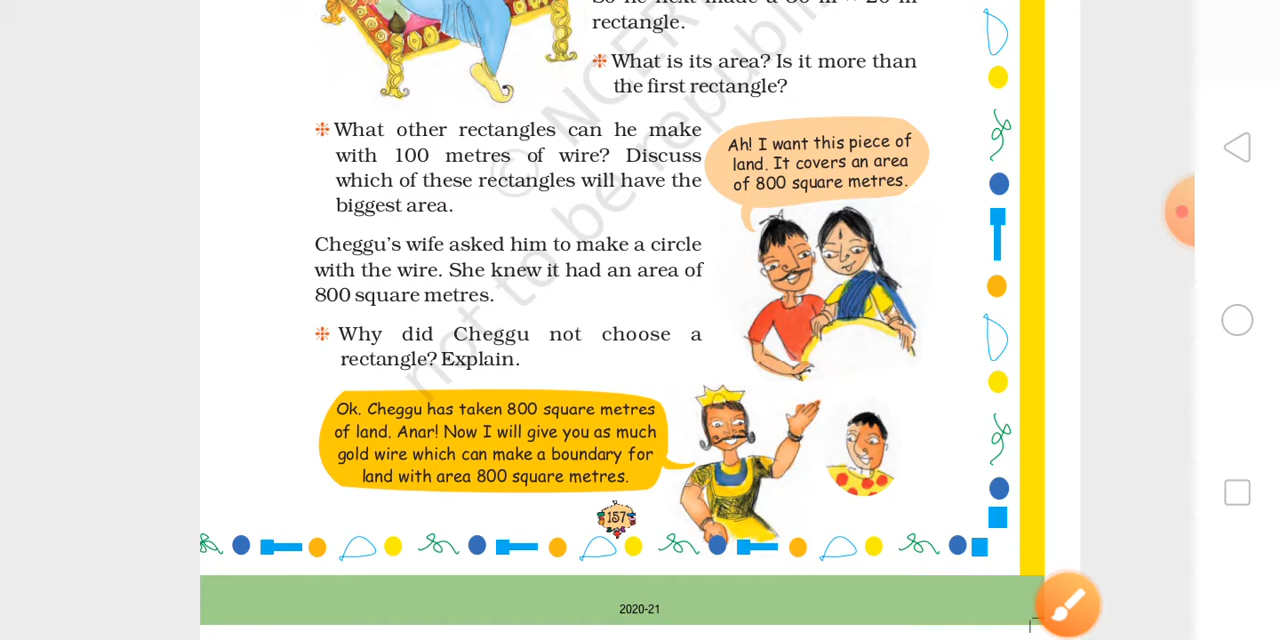 rectangle.
❉ What is its area? Is it more than
the first rectangle?
❉ What other rectangles can he make
with 100 metres of wire? Discuss
which of these rectangles will have the
biggest area.
Ah! I want this piece of
land. It covers an area
of 800 square metres.
Cheggu's wife asked him to make a circle
with the wire. She knew it had an area of
800 square metres.
❉ Why did Cheggu not choose a
rectangle? Explain.
Ok. Cheggu has taken 800 square metres
of land. Anar! Now I will give you as much
gold wire which can make a boundary for
land with area 800 square metres.
157
2020-21
© NCER
not to be republi